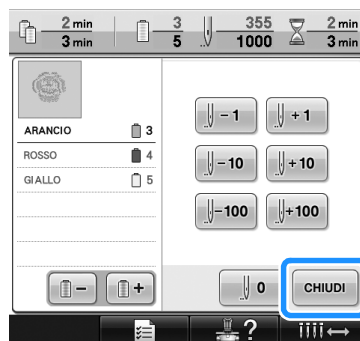 2 min 3 355 2 min
3 min 5 1000 3 min
ARANCIO 3
ROSSO 4
GIALLO 5
- 1 + 1
- 10 + 10
-100 +100
- + 0 CHIUDI
?